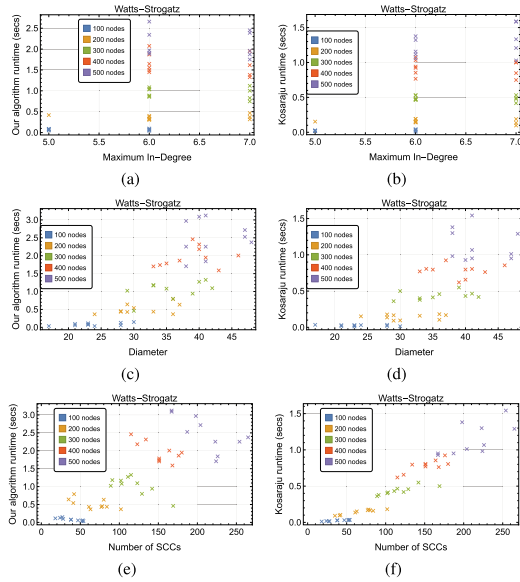 Watts-Strogatz
Our algorithm runtime (secs)
2.5
2.0
1.5
1.0
0.5
0.0
100 nodes
200 nodes
300 nodes
400 nodes
500 nodes
5.0 5.5 6.0 6.5 7.0
Maximum In-Degree
(a)
Watts-Strogatz
Kosaraju runtime (secs)
1.5
1.0
0.5
0.0
100 nodes
200 nodes
300 nodes
400 nodes
500 nodes
5.0 5.5 6.0 6.5 7.0
Maximum In-Degree
(b)
Watts-Strogatz
Our algorithm runtime (secs)
3.0
2.5
2.0
1.5
1.0
0.5
0.0
100 nodes
200 nodes
300 nodes
400 nodes
500 nodes
20 25 30 35 40 45
Diameter
(c)
Watts-Strogatz
Kosaraju runtime (secs)
1.5
1.0
0.5
0.0
100 nodes
200 nodes
300 nodes
400 nodes
500 nodes
20 25 30 35 40 45
Diameter
(d)
Watts-Strogatz
Our algorithm runtime (secs)
3.0
2.5
2.0
1.5
1.0
0.5
0.0
100 nodes
200 nodes
300 nodes
400 nodes
500 nodes
0 50 100 150 200 250
Number of SCCs
(e)
Watts-Strogatz
Kosaraju runtime (secs)
1.5
1.0
0.5
0.0
100 nodes
200 nodes
300 nodes
400 nodes
500 nodes
0 50 100 150 200 250
Number of SCCs
(f)